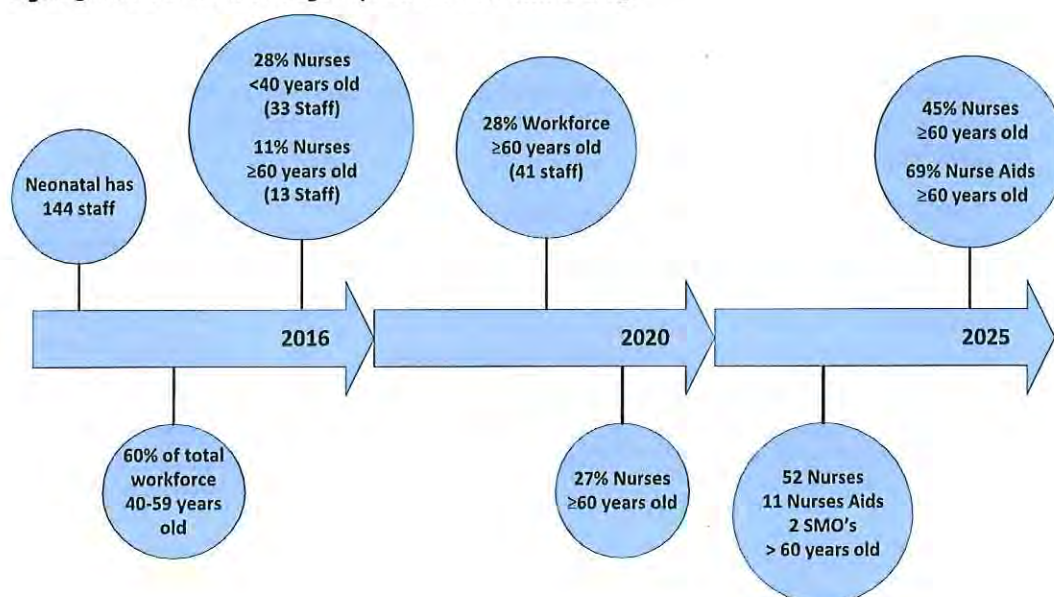 28% Nurses
<40 years old
(33 Staff)
11% Nurses
≥60 years old
(13 Staff)
Neonatal has
144 staff
28% Workforce
≥60 years old
(41 staff)
45% Nurses
≥60 years old
69% Nurse Aids
≥60 years old
2016
2020
2025
60% of total
workforce
40-59 years
old
27% Nurses
≥60 years old
52 Nurses
11 Nurses Aids
2 SMO's
> 60 years old